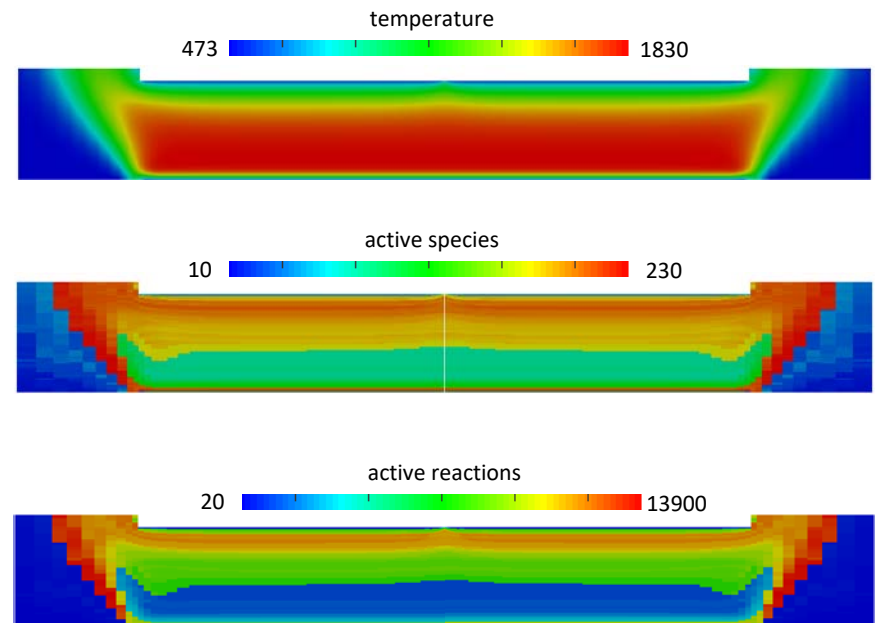 temperature
473 1830
active species
10 230
active reactions
20 13900